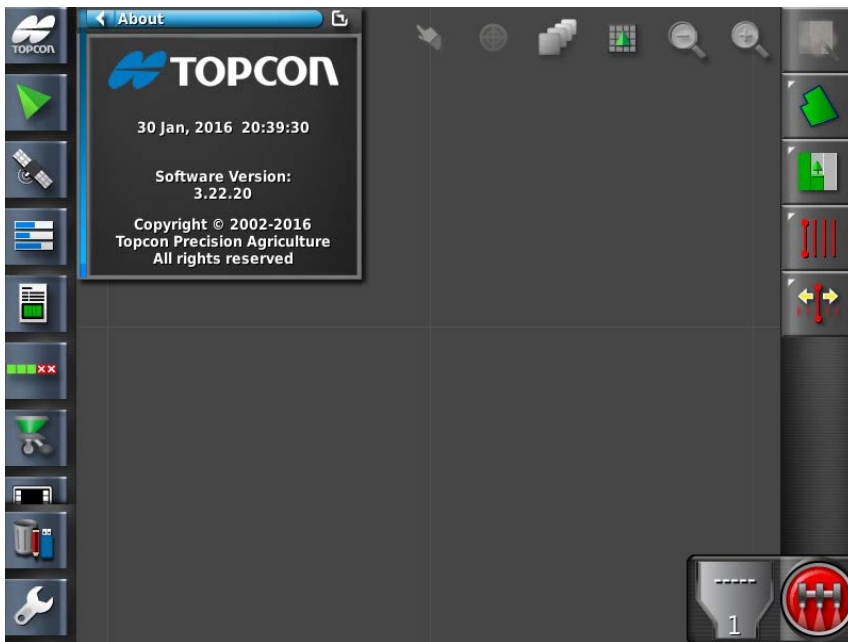 TOPCON
About
TOPCON
30 Jan, 2016 20:39:30
Software Version:
3.22.20
Copyright © 2002-2016
Topcon Precision Agriculture
All rights reserved
-----
1